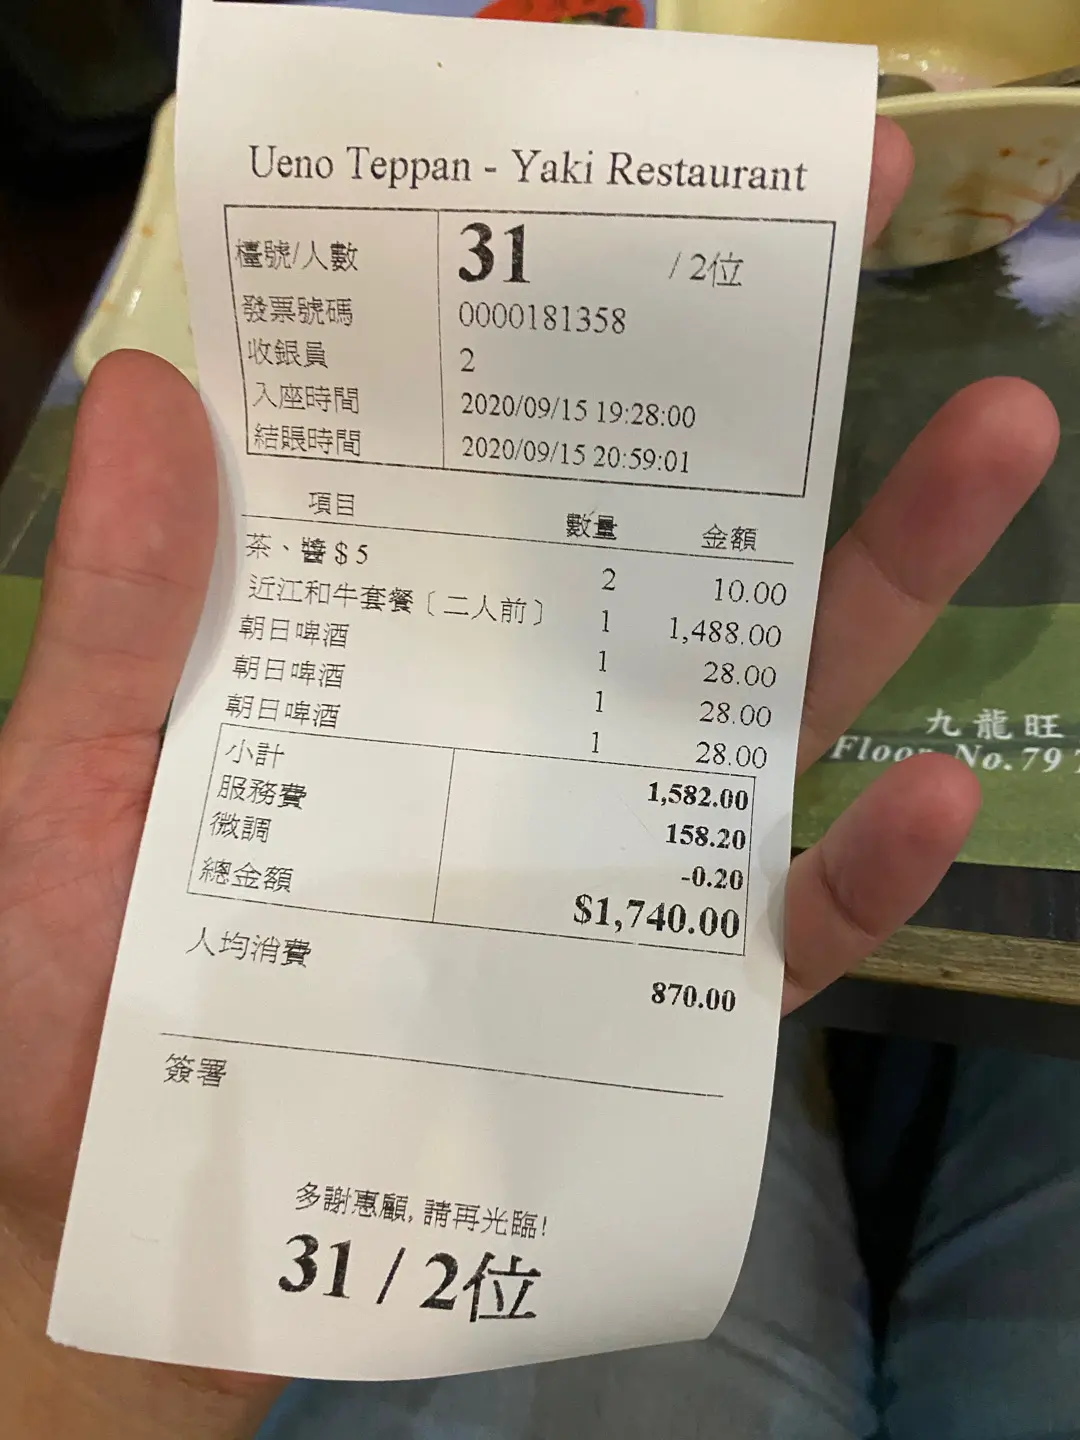 Ueno Teppan - Yaki Restaurant
檯號/人數 31 / 2位
發票號碼 0000181358
收銀員 2
入座時間 2020/09/15 19:28:00
結賬時間 2020/09/15 20:59:01
項目 數量 金額
茶、醬$5 2 10.00
近江和牛套餐〔二人前〕 1 1,488.00
朝日啤酒 1 28.00
朝日啤酒 1 28.00
朝日啤酒 1 28.00
小計 1,582.00
服務費 158.20
微調 -0.20
總金額 $1,740.00
人均消費 870.00
簽署
多謝惠顧, 請再光臨!
31 / 2位
九龍旺
Floor, No. 79